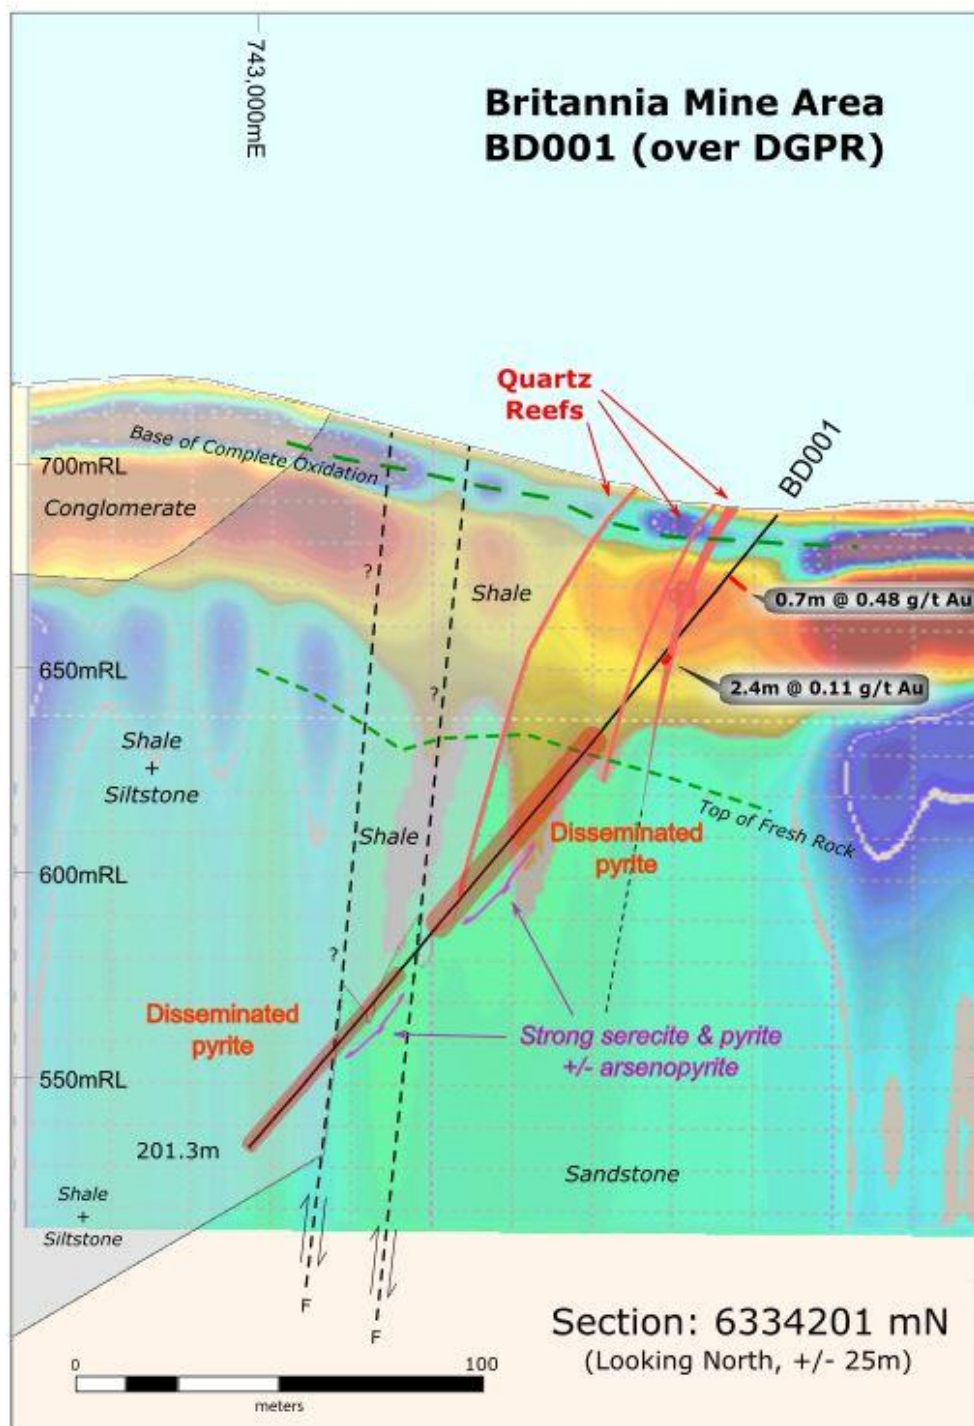 743,000mE
Britannia Mine Area
BD001 (over DGPR)
Quartz
Reefs
BD001
Base of Complete Oxidation
700mRL
Conglomerate
?
Shale
0.7m @ 0.48 g/t Au
650mRL
?
2.4m @ 0.11 g/t Au
Shale
+
Siltstone
Top of Fresh Rock
Shale
Disseminated
pyrite
600mRL
?
Disseminated
pyrite
Strong serecite & pyrite
+/- arsenopyrite
550mRL
201.3m
Sandstone
Shale
+
Siltstone
F
F
Section: 6334201 mN
(Looking North, +/- 25m)
0
100
meters